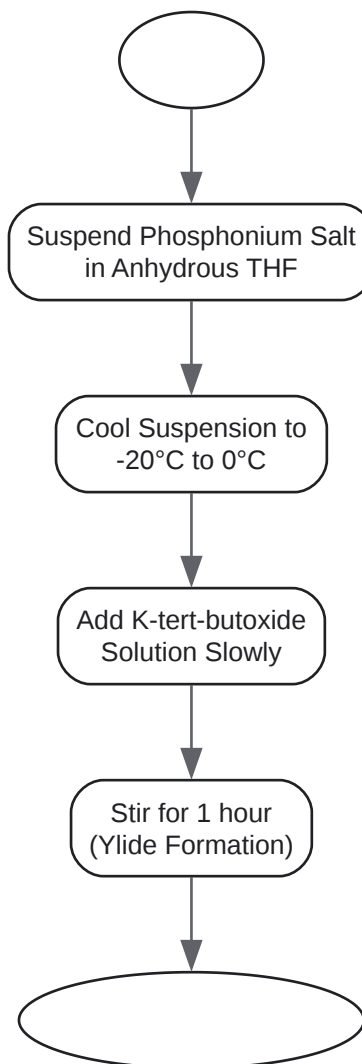 Suspend Phosphonium Salt
in Anhydrous THF
Cool Suspension to
-20°C to 0°C
Add K-tert-butoxide
Solution Slowly
Stir for 1 hour
(Ylide Formation)